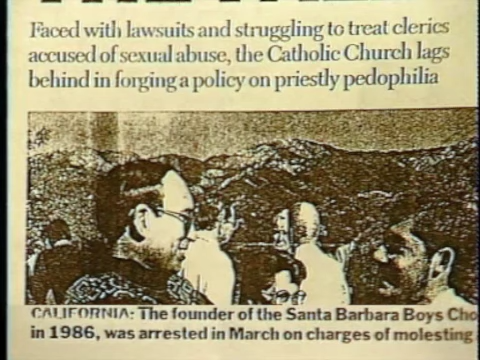 Faced with lawsuits and struggling to treat clerics
accused of sexual abuse, the Catholic Church lags
behind in forging a policy on priestly pedophilia
CALIFORNIA: The founder of the Santa Barbara Boys Cho
in 1986, was arrested in March on charges of molesting